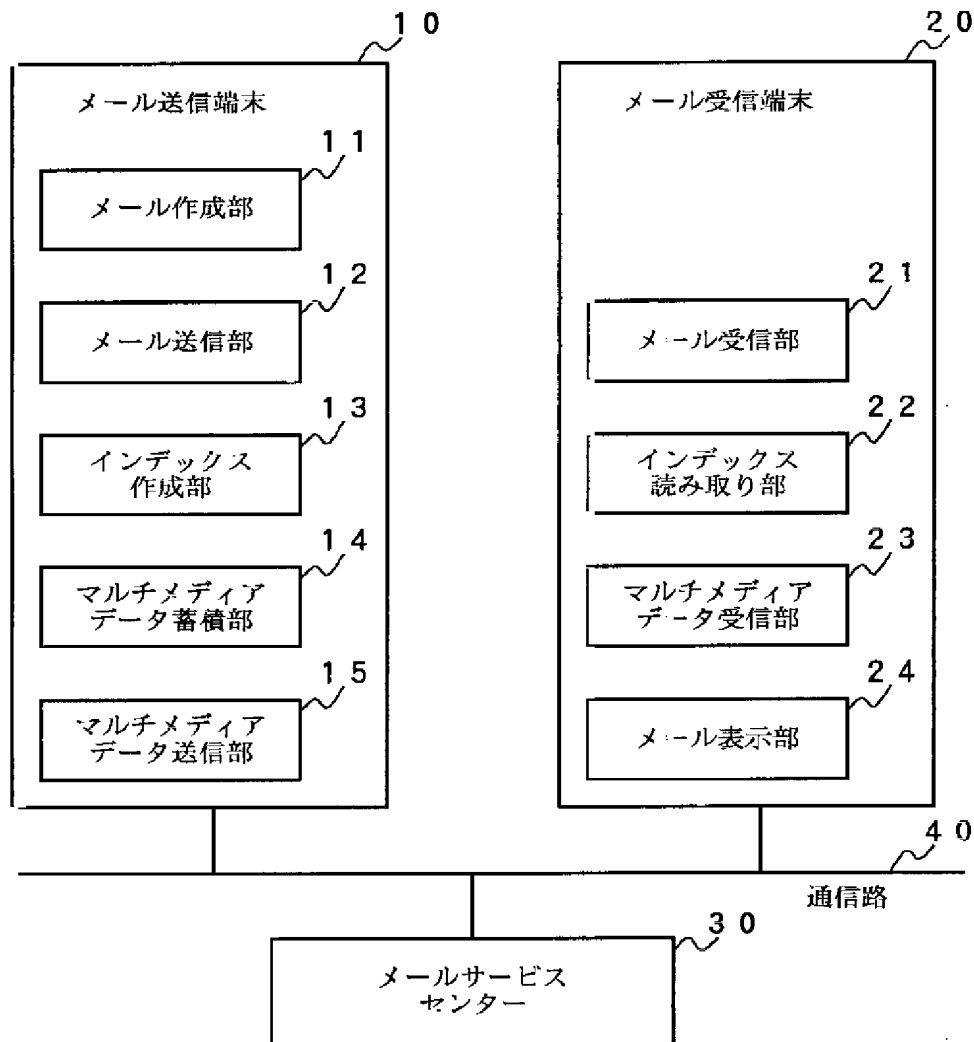 10
メール送信端末
11
メール作成部
12
メール送信部
13
インデックス
作成部
14
マルチメディア
データ蓄積部
15
マルチメディア
データ送信部
20
メール受信端末
21
メール受信部
22
インデックス
読み取り部
23
マルチメディア
データ受信部
24
メール表示部
40
通信路
30
メールサービス
センター